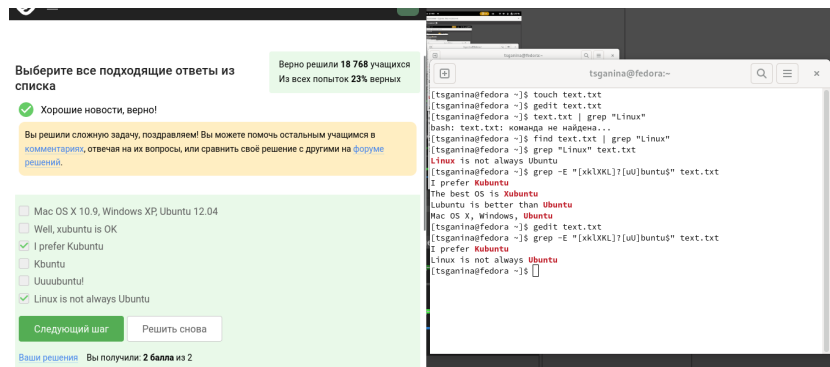 Выберите все подходящие ответы из
списка
Верно решили 18 768 учащихся
Из всех попыток 23% верных
Хорошие новости, верно!
Вы решили сложную задачу, поздравляем! Вы можете помочь остальным учащимся в
комментариях, отвечая на их вопросы, или сравнить своё решение с другими на форуме
решений.
Mac OS X 10.9, Windows XP, Ubuntu 12.04
Well, xubuntu is OK
I prefer Kubuntu
Kbuntu
Uuuubuntu!
Linux is not always Ubuntu
Следующий шаг
Решить снова
Ваши решения Вы получили: 2 балла из 2
tsganina@fedora:~
[tsganina@fedora ~]$ touch text.txt
[tsganina@fedora ~]$ gedit text.txt
[tsganina@fedora ~]$ text.txt | grep "Linux"
bash: text.txt: команда не найдена...
[tsganina@fedora ~]$ find text.txt | grep "Linux"
[tsganina@fedora ~]$ grep "Linux" text.txt
Linux is not always Ubuntu
[tsganina@fedora ~]$ grep -E "[xklXKL]?[uU]buntu$" text.txt
I prefer Kubuntu
The best OS is Xubuntu
Lubuntu is better than Ubuntu
Mac OS X, Windows, Ubuntu
[tsganina@fedora ~]$ gedit text.txt
[tsganina@fedora ~]$ grep -E "[xklXKL]?[uU]buntu$" text.txt
I prefer Kubuntu
Linux is not always Ubuntu
[tsganina@fedora ~]$